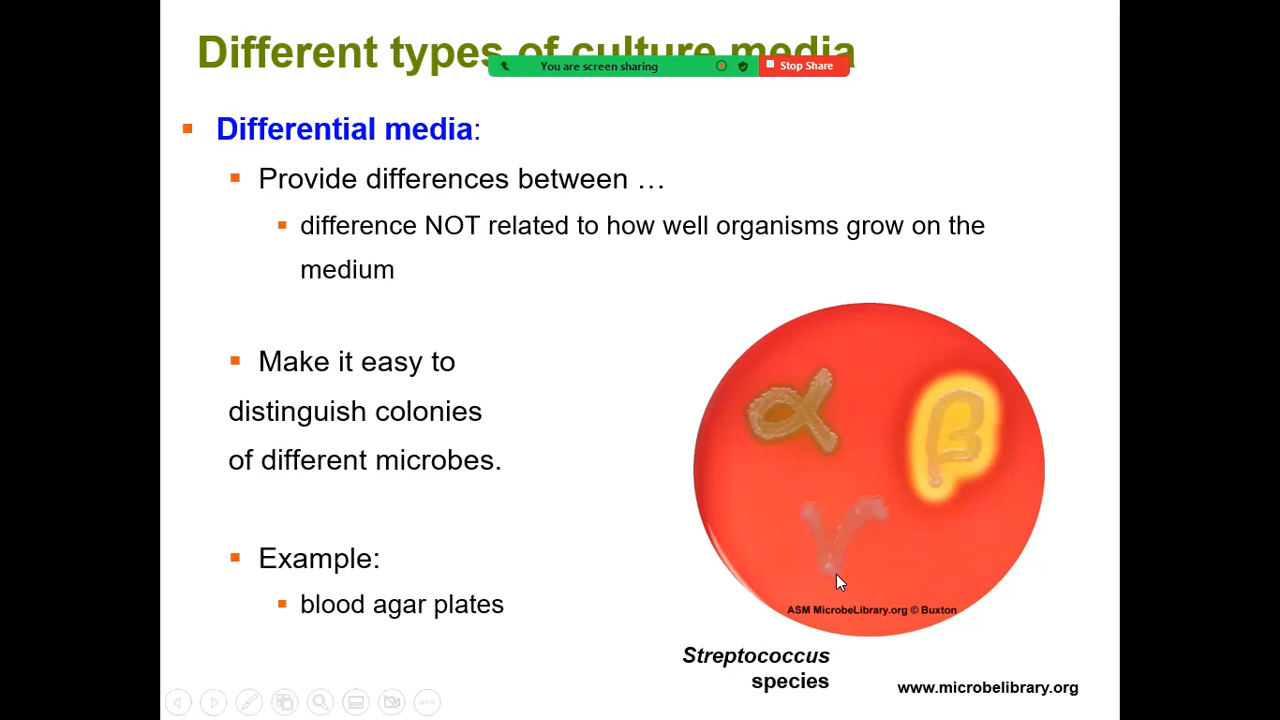 Different types of culture media
You are screen sharing
Stop Share
Differential media:
Provide differences between …
difference NOT related to how well organisms grow on the
medium
Make it easy to
distinguish colonies
of different microbes.
Example:
blood agar plates
α
β
γ
ASM MicrobeLibrary.org © Buxton
Streptococcus
species
www.microbelibrary.org